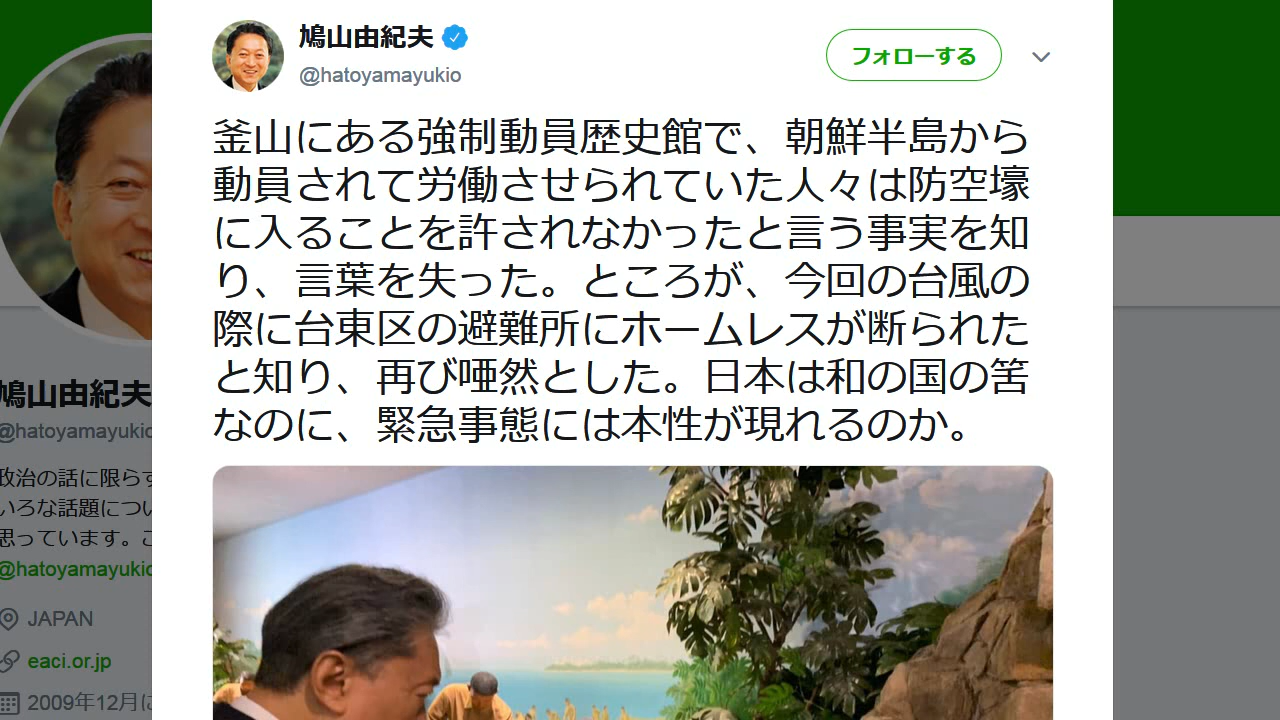 鳩山由紀夫
@hatoyamayukio
フォローする
釜山にある強制動員歴史館で、朝鮮半島から
動員されて労働させられていた人々は防空壕
に入ることを許されなかったと言う事実を知
り、言葉を失った。ところが、今回の台風の
際に台東区の避難所にホームレスが断られた
と知り、再び唖然とした。日本は和の国の筈
なのに、緊急事態には本性が現れるのか。
鳩山由紀夫
@hatoyamayukio
政治の話に限らず
いろな話題につい
思っています。こ
@hatoyamayukio
JAPAN
eaci.or.jp
2009年12月に